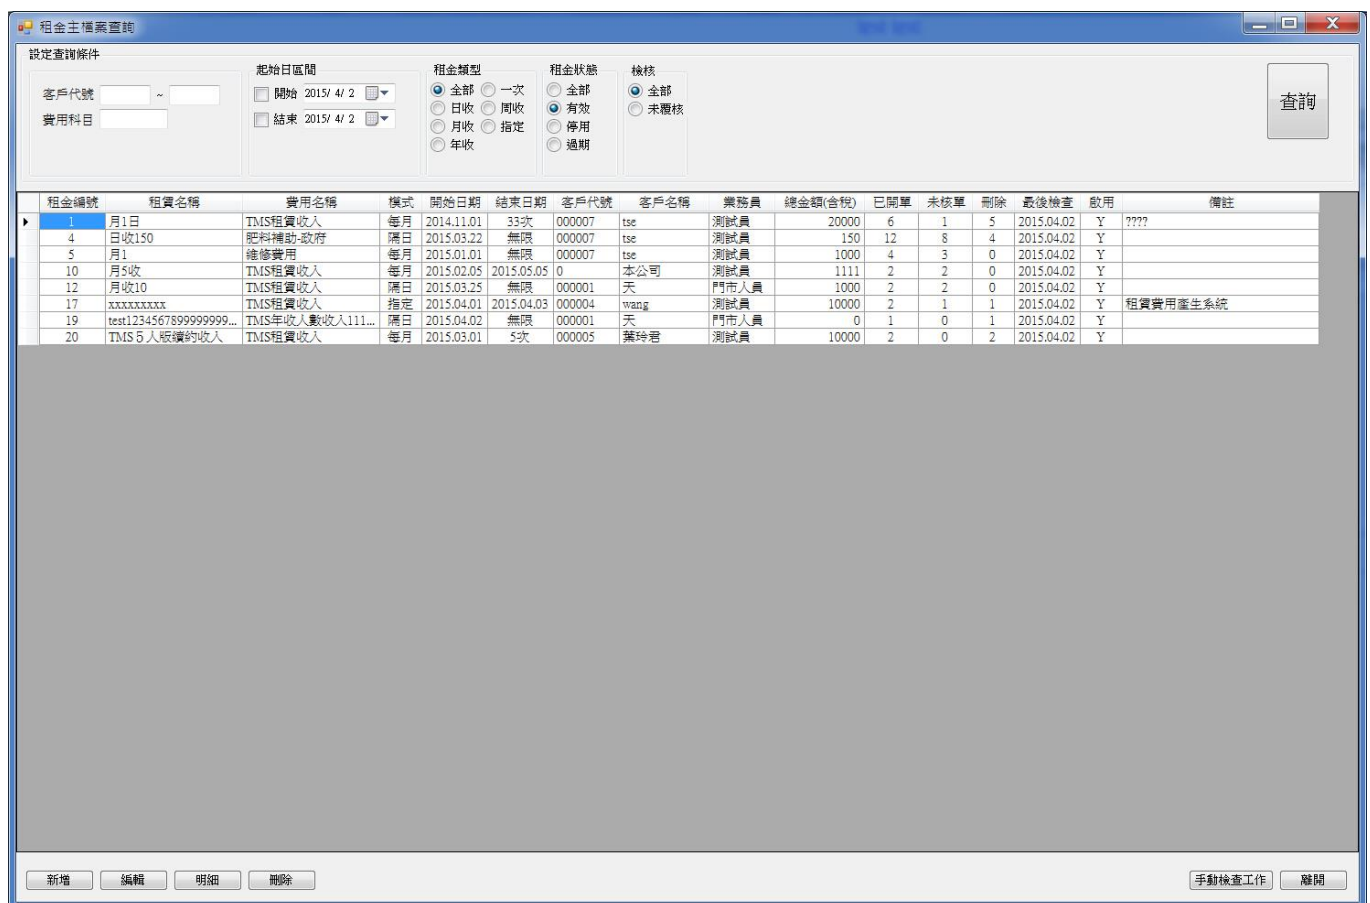 租金主檔案查詢
設定查詢條件
起始日區間 租金類型 租金狀態 檢核
客戶代號 ~ 開始 2015/ 4/ 2 全部 一次 全部 全部
日收 周收 有效 未覆核
費用科目 結束 2015/ 4/ 2 月收 指定 停用
年收 過期
查詢
租金編號 租賃名稱 費用名稱 模式 開始日期 結束日期 客戶代號 客戶名稱 業務員 總金額(含稅) 已開單 未核單 刪除 最後檢查 啟用 備註
1 月1日 TMS租賃收入 每月 2014.11.01 33次 000007 tse 測試員 20000 6 1 5 2015.04.02 Y ????
4 日收150 肥料補助-政府 隔日 2015.03.22 無限 000007 tse 測試員 150 12 8 4 2015.04.02 Y
5 月1 維修費用 每月 2015.01.01 無限 000007 tse 測試員 1000 4 3 0 2015.04.02 Y
10 月5收 TMS租賃收入 每月 2015.02.05 2015.05.05 0 本公司 測試員 1111 2 2 0 2015.04.02 Y
12 月收10 TMS租賃收入 隔日 2015.03.25 無限 000001 天 門市人員 1000 2 2 0 2015.04.02 Y
17 xxxxxxxxx TMS租賃收入 指定 2015.04.01 2015.04.03 000004 wang 測試員 10000 2 1 1 2015.04.02 Y 租賃費用產生系統
19 test1234567899999999... TMS年收人數收入111... 隔日 2015.04.02 無限 000001 天 門市人員 0 1 0 1 2015.04.02 Y
20 TMS５人版續約收入 TMS租賃收入 每月 2015.03.01 5次 000005 葉玲君 測試員 10000 2 0 2 2015.04.02 Y
新增 編輯 明細 刪除 手動檢查工作 離開